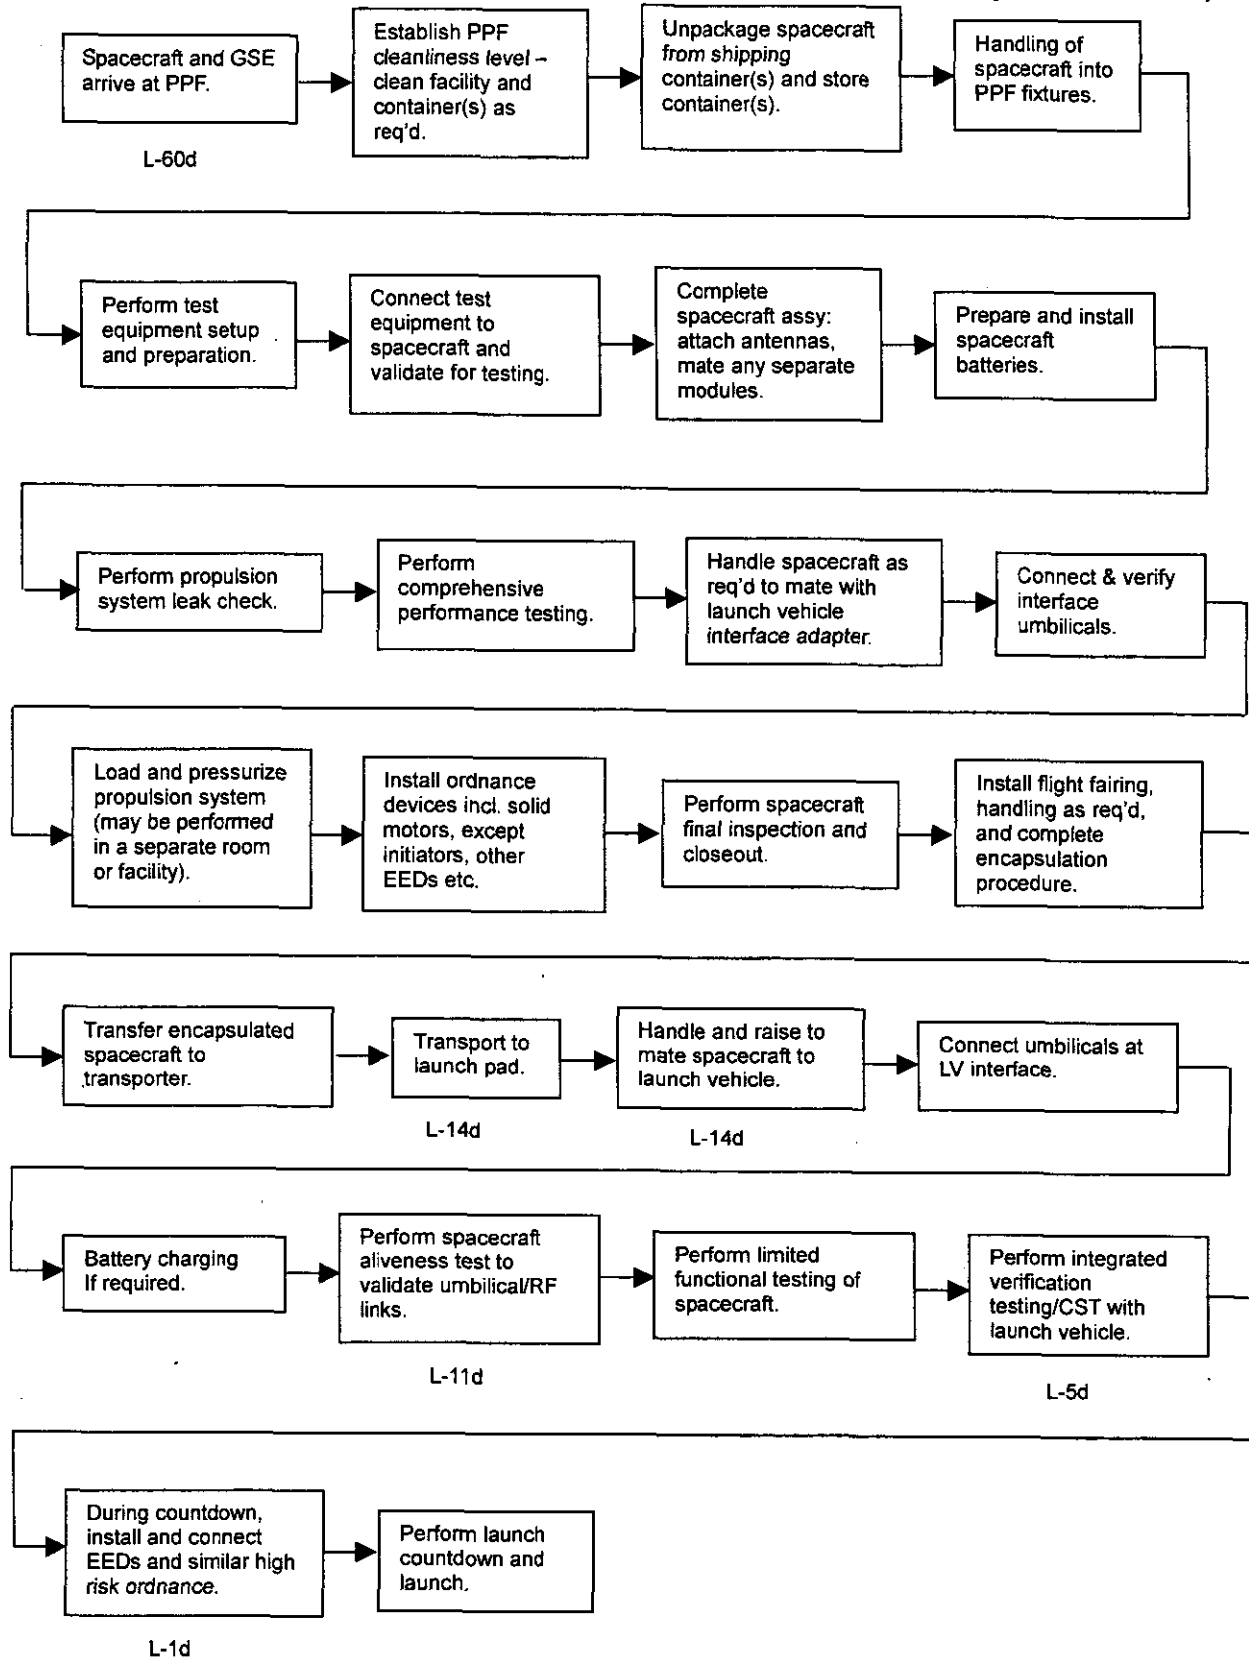 Spacecraft and GSE
arrive at PPF.
L-60d
Establish PPF
cleanliness level –
clean facility and
container(s) as
req'd.
Unpackage spacecraft
from shipping
container(s) and store
container(s).
Handling of
spacecraft into
PPF fixtures.
Perform test
equipment setup
and preparation.
Connect test
equipment to
spacecraft and
validate for testing.
Complete
spacecraft assy:
attach antennas,
mate any separate
modules.
Prepare and install
spacecraft
batteries.
Perform propulsion
system leak check.
Perform
comprehensive
performance testing.
Handle spacecraft as
req'd to mate with
launch vehicle
interface adapter.
Connect & verify
interface
umbilicals.
Load and pressurize
propulsion system
(may be performed
in a separate room
or facility).
Install ordnance
devices incl. solid
motors, except
initiators, other
EEDs etc.
Perform spacecraft
final inspection and
closeout.
Install flight fairing,
handling as req'd,
and complete
encapsulation
procedure.
Transfer encapsulated
spacecraft to
transporter.
Transport to
launch pad.
L-14d
Handle and raise to
mate spacecraft to
launch vehicle.
L-14d
Connect umbilicals at
LV interface.
Battery charging
If required.
Perform spacecraft
aliveness test to
validate umbilical/RF
links.
L-11d
Perform limited
functional testing of
spacecraft.
Perform integrated
verification
testing/CST with
launch vehicle.
L-5d
During countdown,
install and connect
EEDs and similar high
risk ordnance.
L-1d
Perform launch
countdown and
launch.